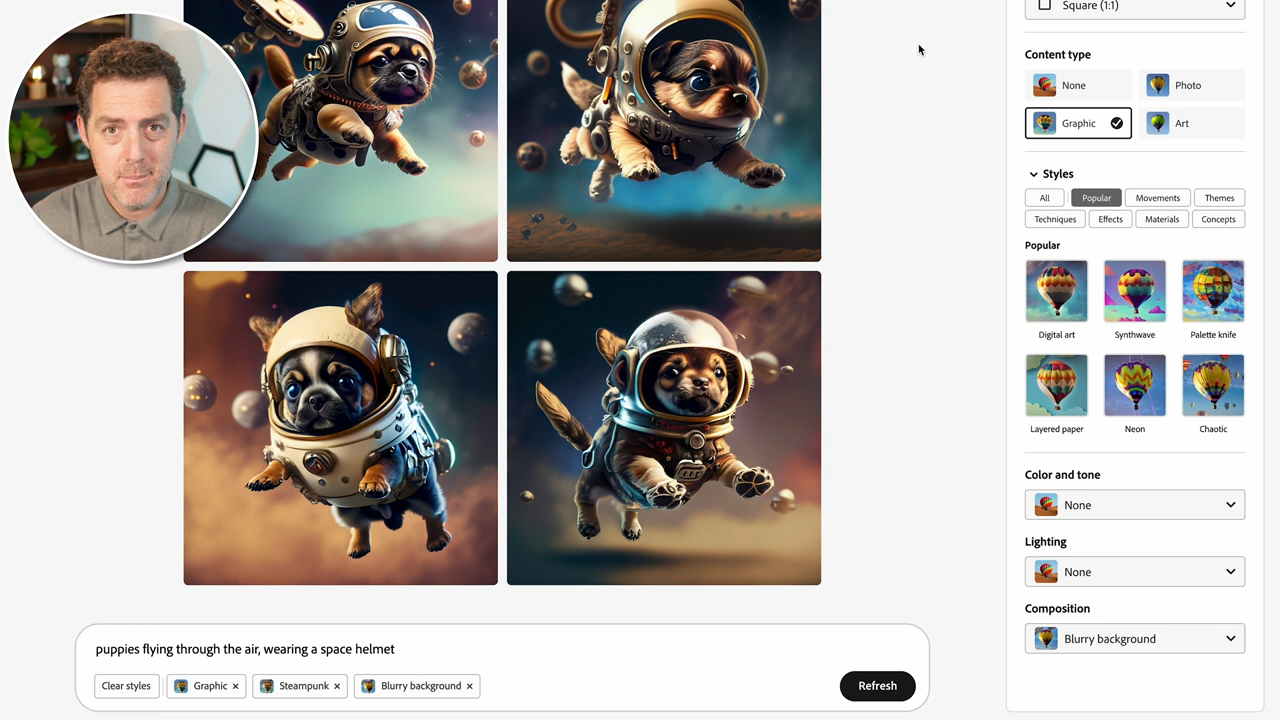 Square (1:1)
Content type
None
Photo
Graphic
Art
Styles
All
Popular
Movements
Themes
Techniques
Effects
Materials
Concepts
Popular
Digital art
Synthwave
Palette knife
Layered paper
Neon
Chaotic
Color and tone
None
Lighting
None
Composition
Blurry background
puppies flying through the air, wearing a space helmet
Clear styles
Graphic ×
Steampunk ×
Blurry background ×
Refresh